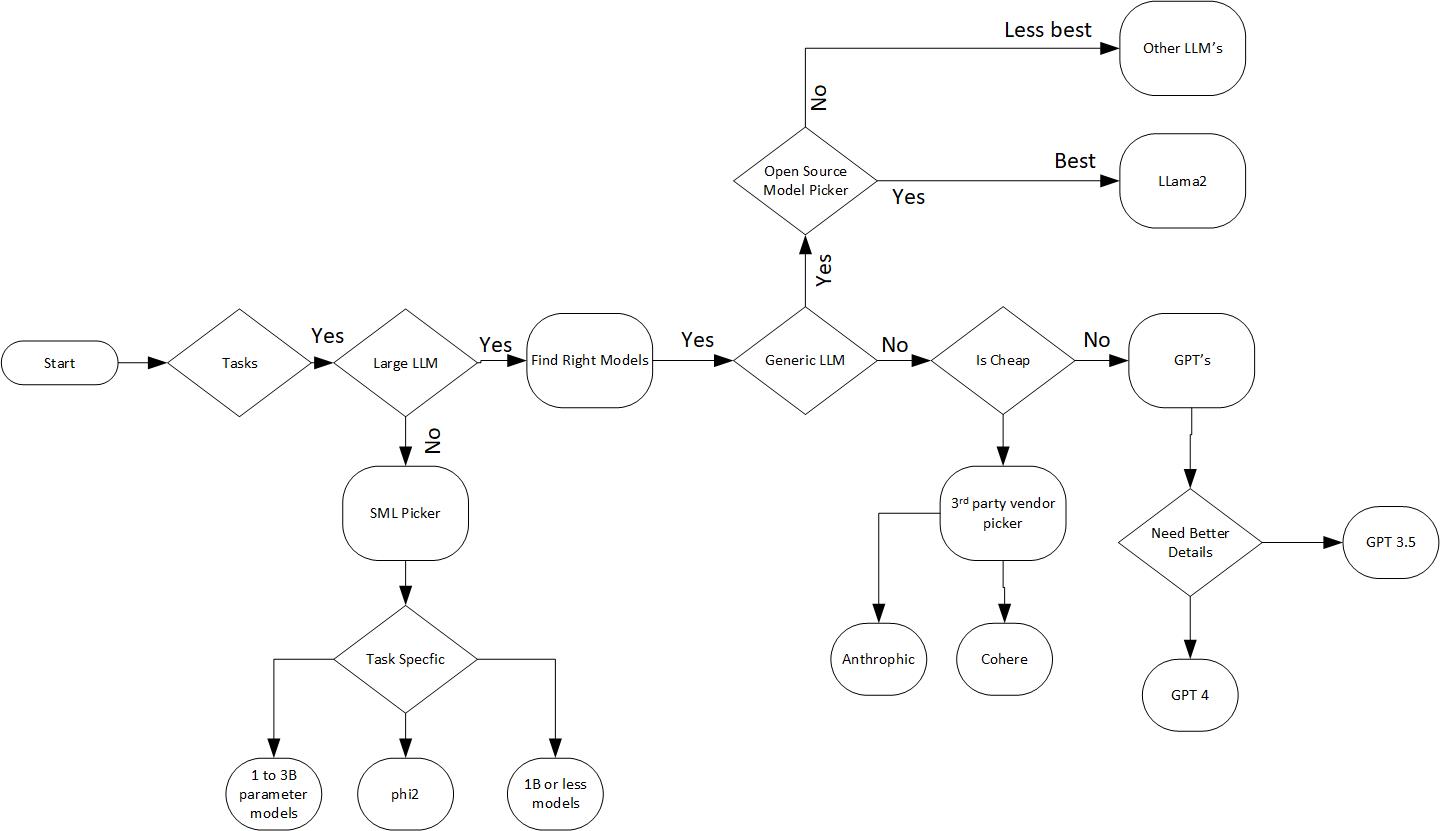 Less best
Other LLM's
No
Open Source
Model Picker
Best
Yes
LLama2
Yes
Start
Tasks
Yes
Large LLM
Yes
Find Right Models
Yes
Generic LLM
No
Is Cheap
No
GPT's
No
SML Picker
3rd party vendor
picker
Need Better
Details
GPT 3.5
Task Specfic
Anthrophic
Cohere
GPT 4
1 to 3B
parameter
models
phi2
1B or less
models